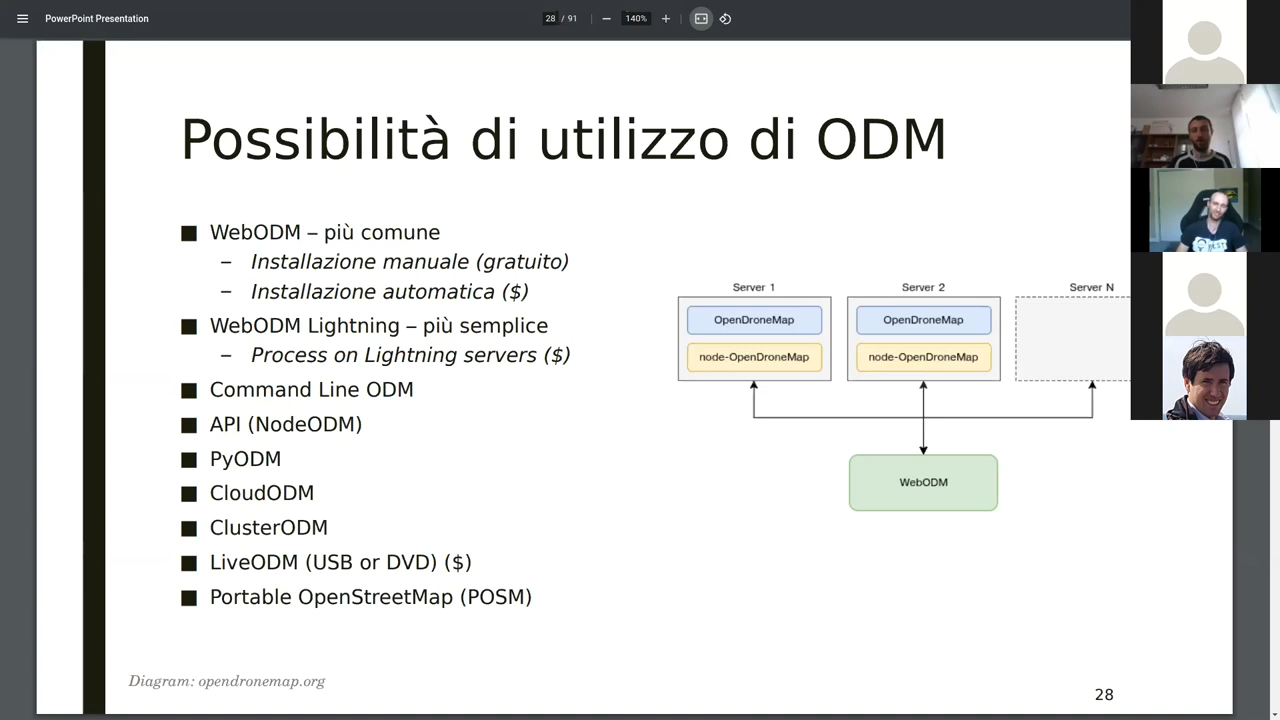 PowerPoint Presentation
28 / 91
140%
Possibilità di utilizzo di ODM
WebODM – più comune
– Installazione manuale (gratuito)
– Installazione automatica ($)
WebODM Lightning – più semplice
– Process on Lightning servers ($)
Command Line ODM
API (NodeODM)
PyODM
CloudODM
ClusterODM
LiveODM (USB or DVD) ($)
Portable OpenStreetMap (POSM)
Server 1
Server 2
Server N
OpenDroneMap
OpenDroneMap
node-OpenDroneMap
node-OpenDroneMap
WebODM
Diagram: opendronemap.org
28